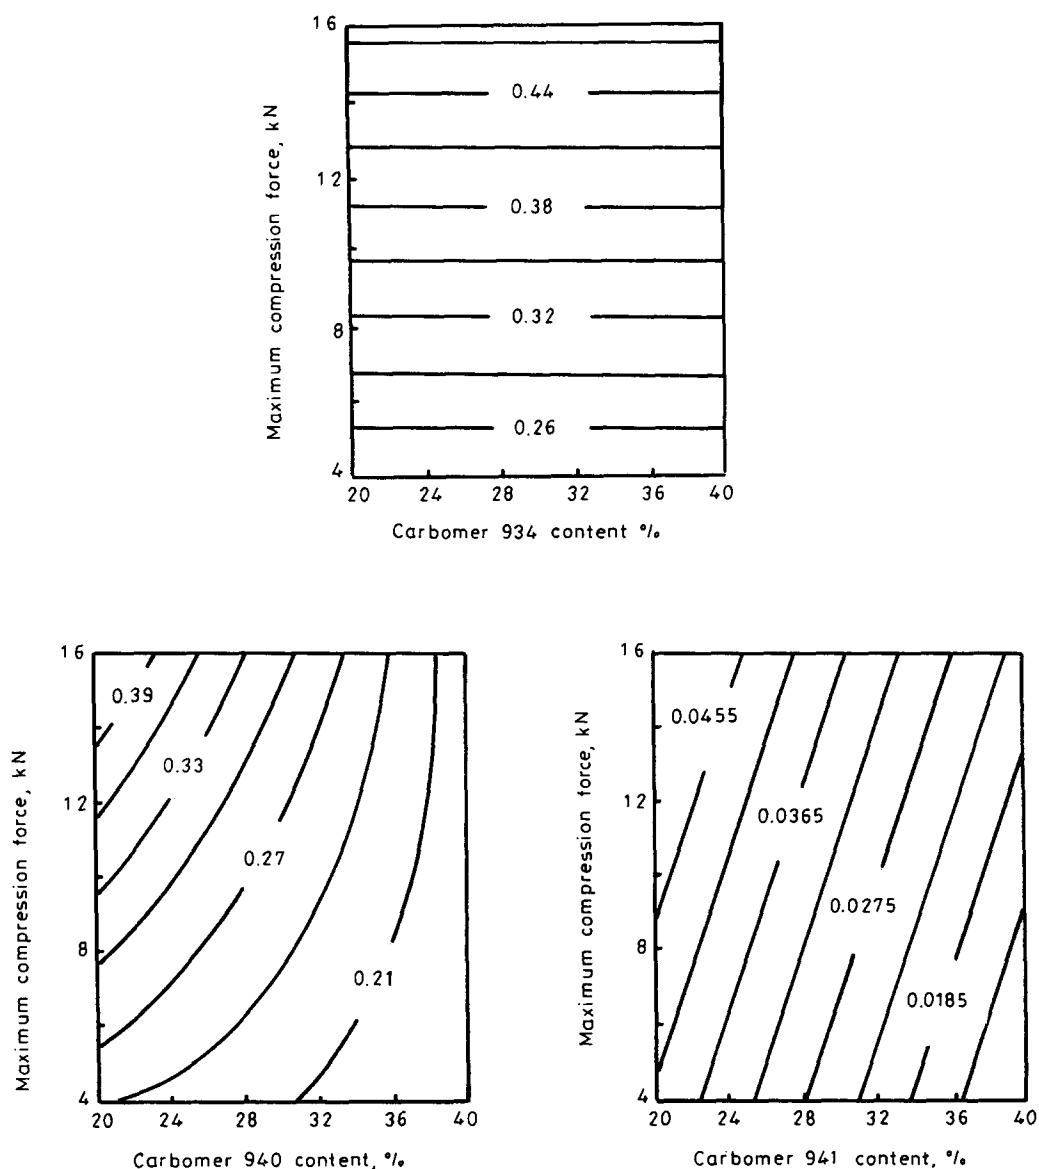 Maximum compression force, kN
16
12
8
4
0.44
0.38
0.32
0.26
20 24 28 32 36 40
Carbomer 934 content %
Maximum compression force, kN
16
12
8
4
0.39
0.33
0.27
0.21
20 24 28 32 36 40
Carbomer 940 content, %
Maximum compression force, kN
16
12
8
4
0.0455
0.0365
0.0275
0.0185
20 24 28 32 36 40
Carbomer 941 content, %